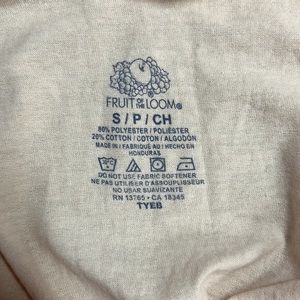 FRUIT OF THE LOOM®
S / P / CH
80% POLYESTER / POLIÉSTER
20% COTTON / COTON / ALGODÓN
MADE IN / FABRIQUÉ AU / HECHO EN
HONDURAS
DO NOT USE FABRIC SOFTENER
NE PAS UTILISER D'ASSOUPLISSEUR
NO USAR SUAVIZANTE
RN 13765 • CA 18345
TYEB